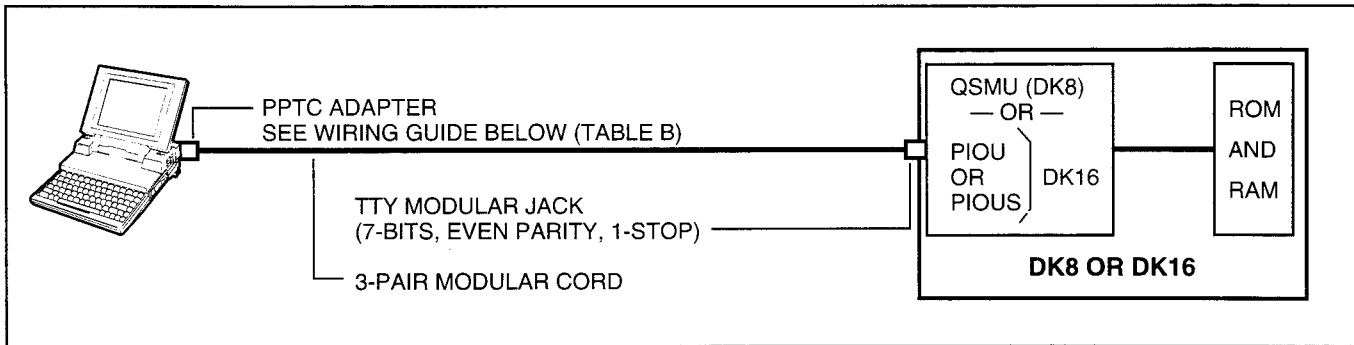 PPTC ADAPTER
SEE WIRING GUIDE BELOW (TABLE B)
TTY MODULAR JACK
(7-BITS, EVEN PARITY, 1-STOP)
3-PAIR MODULAR CORD
QSMU (DK8)
— OR —
PIOU
OR
PIOUS
DK16
ROM
AND
RAM
DK8 OR DK16